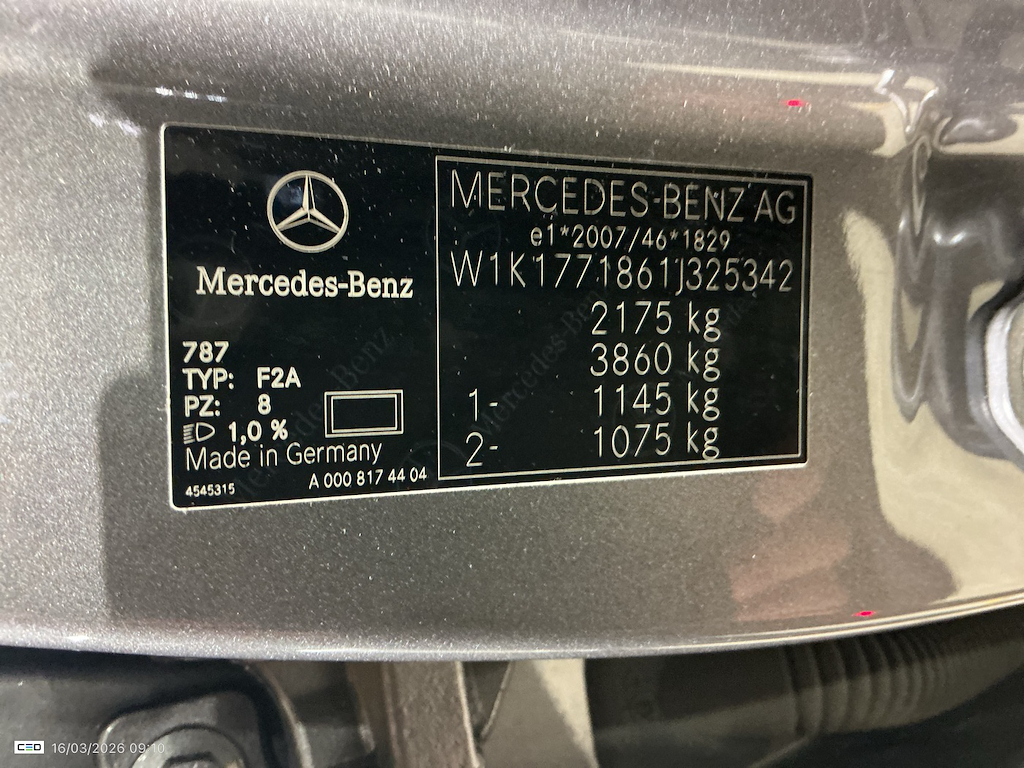 Mercedes-Benz
787
TYP: F2A
PZ: 8
1,0 %
Made in Germany
4545315 A 000 817 44 04
MERCEDES-BENZ AG
e1*2007/46*1829
W1K1771861J325342
2175 kg
3860 kg
1- 1145 kg
2- 1075 kg
CEO 16/03/2026 09:10